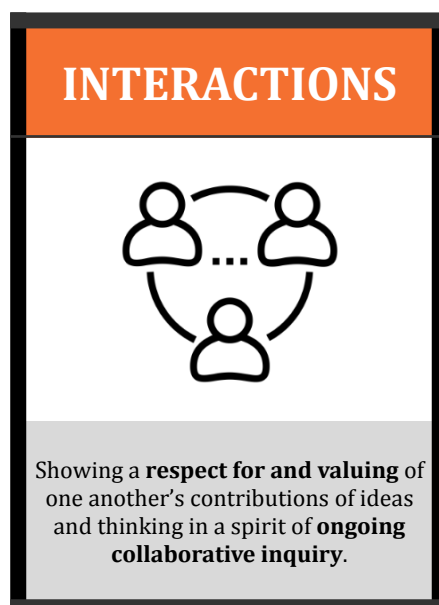 INTERACTIONS
Showing a respect for and valuing of
one another’s contributions of ideas
and thinking in a spirit of ongoing
collaborative inquiry.